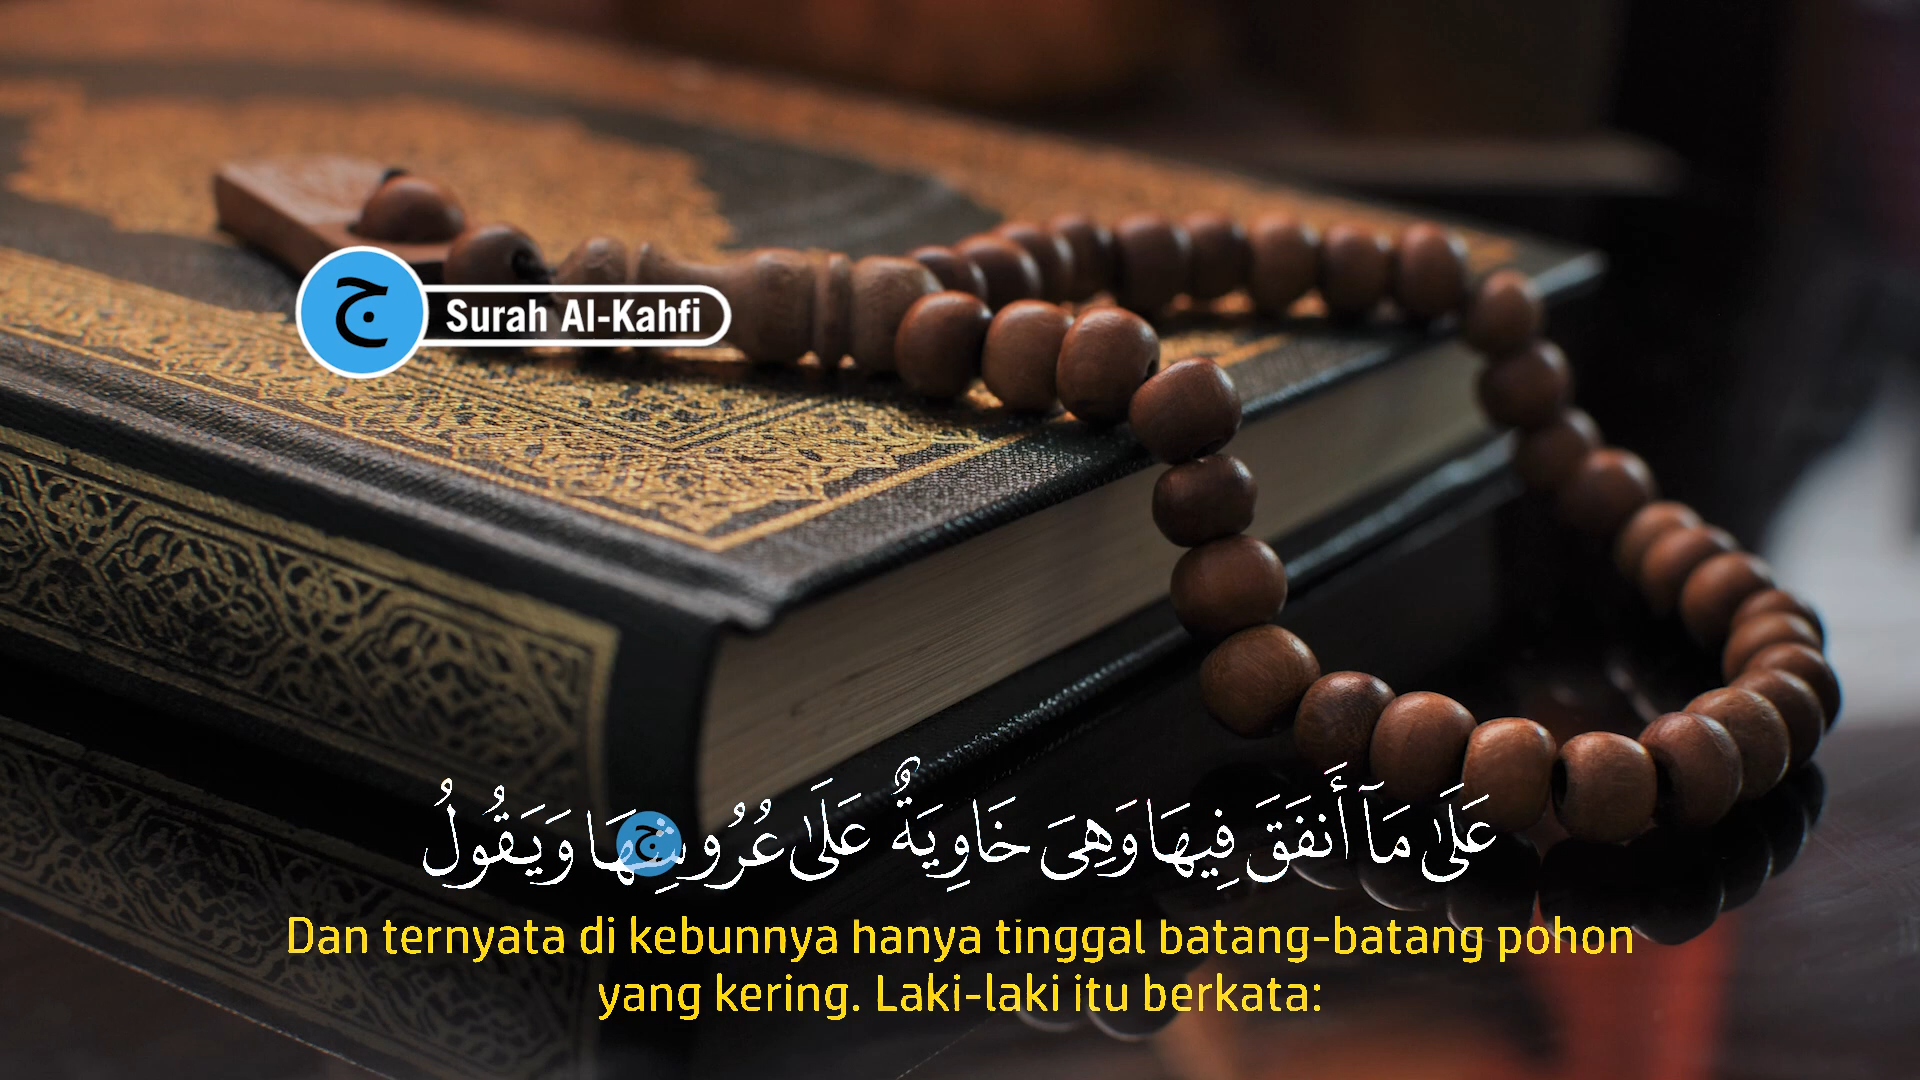 ج
Surah Al-Kahfi
عَلَىٰ مَآ أَنفَقَ فِيهَا وَهِىَ خَاوِيَةٌ عَلَىٰ عُرُوشِهَا وَيَقُولُ
ج
Dan ternyata di kebunnya hanya tinggal batang-batang pohon
yang kering. Laki-laki itu berkata: